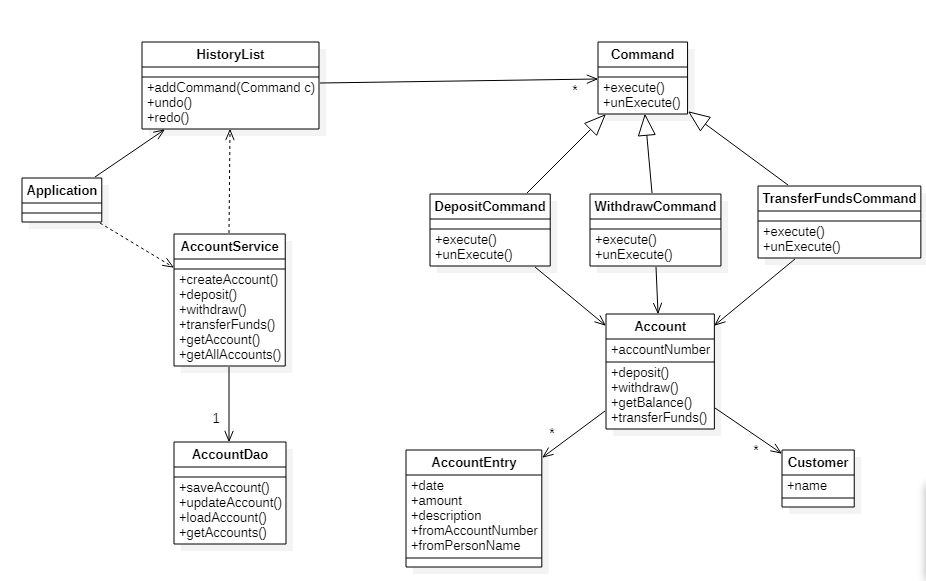 HistoryList
+addCommand(Command c)
+undo()
+redo()
*
Command
+execute()
+unExecute()
Application
AccountService
+createAccount()
+deposit()
+withdraw()
+transferFunds()
+getAccount()
+getAllAccounts()
DepositCommand
+execute()
+unExecute()
WithdrawCommand
+execute()
+unExecute()
TransferFundsCommand
+execute()
+unExecute()
Account
+accountNumber
+deposit()
+withdraw()
+getBalance()
+transferFunds()
1
*
*
AccountDao
+saveAccount()
+updateAccount()
+loadAccount()
+getAccounts()
AccountEntry
+date
+amount
+description
+fromAccountNumber
+fromPersonName
Customer
+name